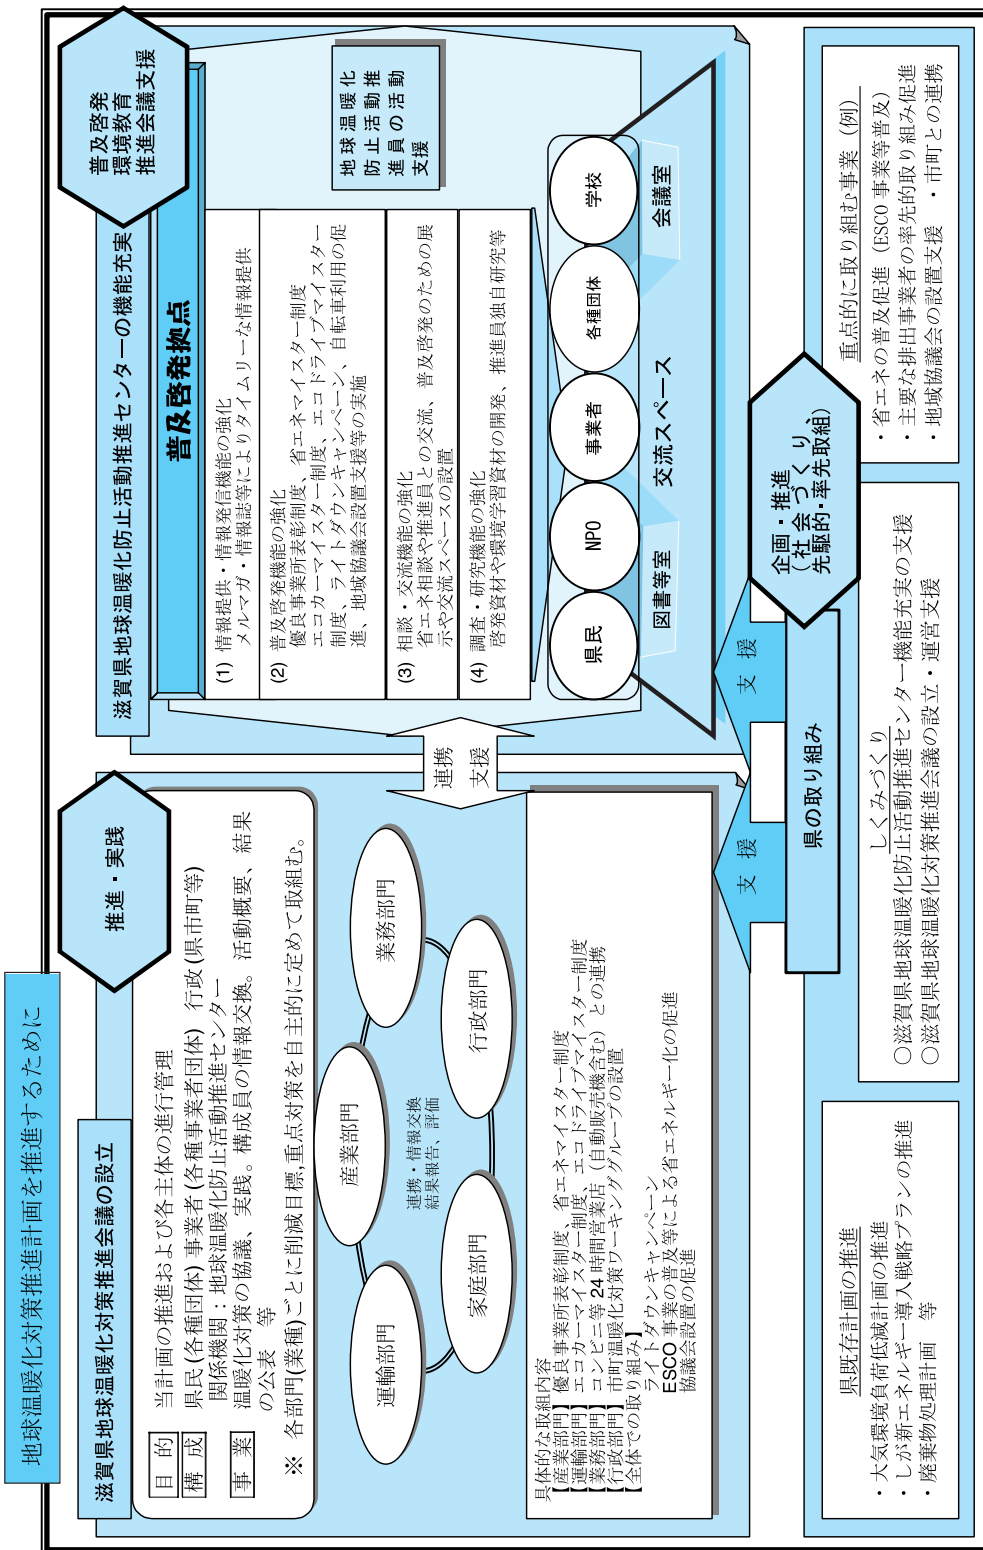 地球温暖化対策推進計画を推進するために
滋賀県地球温暖化対策推進会議の設立
推進・実践
目的 当計画の推進および各主体の進行管理
構成 県民(各種団体) 事業者(各種事業者団体) 行政(県市町等)
関係機関：地球温暖化防止活動推進センター
事業 温暖化対策の協議、実践。構成員の情報交換。活動概要、結果
の公表　等
※　各部門(業種)ごとに削減目標,重点対策を自主的に定めて取組む。
運輸部門
産業部門
業務部門
家庭部門
行政部門
連携・情報交換
結果報告、評価
具体的な取組内容
【産業部門】優良事業所表彰制度、省エネマイスター制度
【運輸部門】エコカーマイスター制度、エコドライブマイスター制度
【業務部門】コンビニ等24時間営業店（自動販売機含む）との連携
【行政部門】市町温暖化対策ワーキンググループの設置
【全体での取り組み】
ライトダウンキャンペーン
ESCO事業の普及等による省エネルギー化の促進
協議会設置の促進
連携
支援
滋賀県地球温暖化防止活動推進センターの機能充実
普及啓発
環境教育
推進会議支援
普及啓発拠点
(1) 情報提供・情報発信機能の強化
メルマガ・情報誌等によりタイムリーな情報提供
(2) 普及啓発機能の強化
優良事業所表彰制度、省エネマイスター制度
エコカーマイスター制度、エコドライブマイスター
制度、ライトダウンキャンペーン、自転車利用の促
進、地域協議会設置支援等の実施
(3) 相談・交流機能の強化
省エネ相談や推進員との交流、普及啓発のための展
示や交流スペースの設置
(4) 調査・研究機能の強化
啓発資材や環境学習資材の開発、推進員独自研究等
地球温暖化
防止活動推
進員の活動
支援
県民
NPO
事業者
各種団体
学校
図書等室
交流スペース
会議室
支援
支援
県の取り組み
企画・推進
（社会づくり
先駆的・率先取組)
県既存計画の推進
・大気環境負荷低減計画の推進
・しが新エネルギー導入戦略プランの推進
・廃棄物処理計画　等
しくみづくり
○滋賀県地球温暖化防止活動推進センター機能充実の支援
○滋賀県地球温暖化対策推進会議の設立・運営支援
重点的に取り組む事業（例）
・省エネの普及促進（ESCO事業等普及）
・主要な排出事業者の率先的取り組み促進
・地域協議会の設置支援　・市町との連携